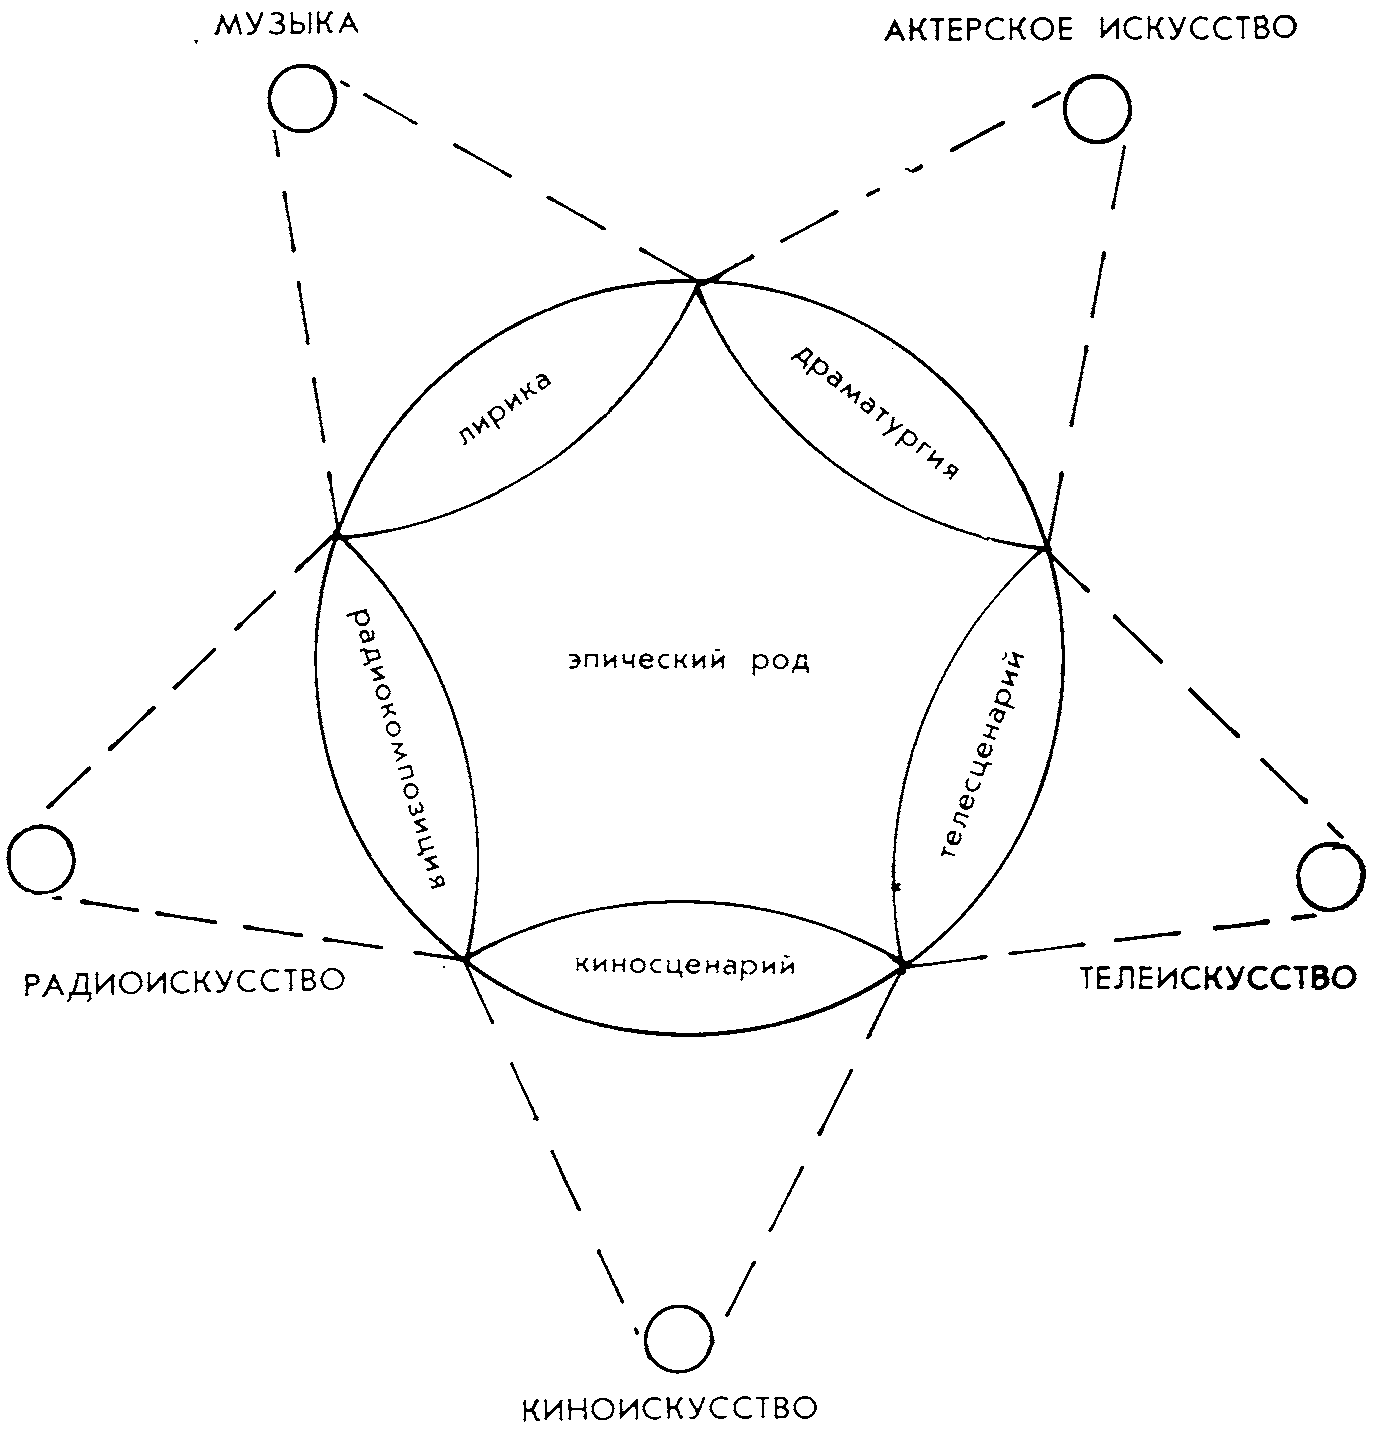 МУЗЫКА
АКТЕРСКОЕ ИСКУССТВО
лирика
драматургия
эпический род
радиокомпозиция
телесценарий
киносценарий
РАДИОИСКУССТВО
ТЕЛЕИСКУССТВО
КИНОИСКУССТВО